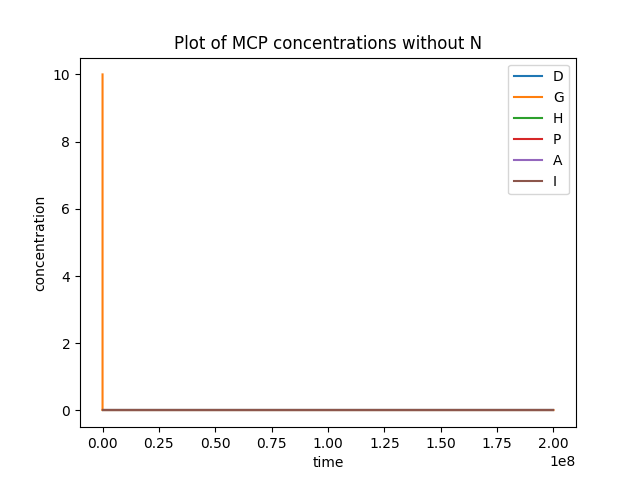 Plot of MCP concentrations without N
10
8
6
4
2
0
concentration
D
G
H
P
A
I
0.00 0.25 0.50 0.75 1.00 1.25 1.50 1.75 2.00
1e8
time